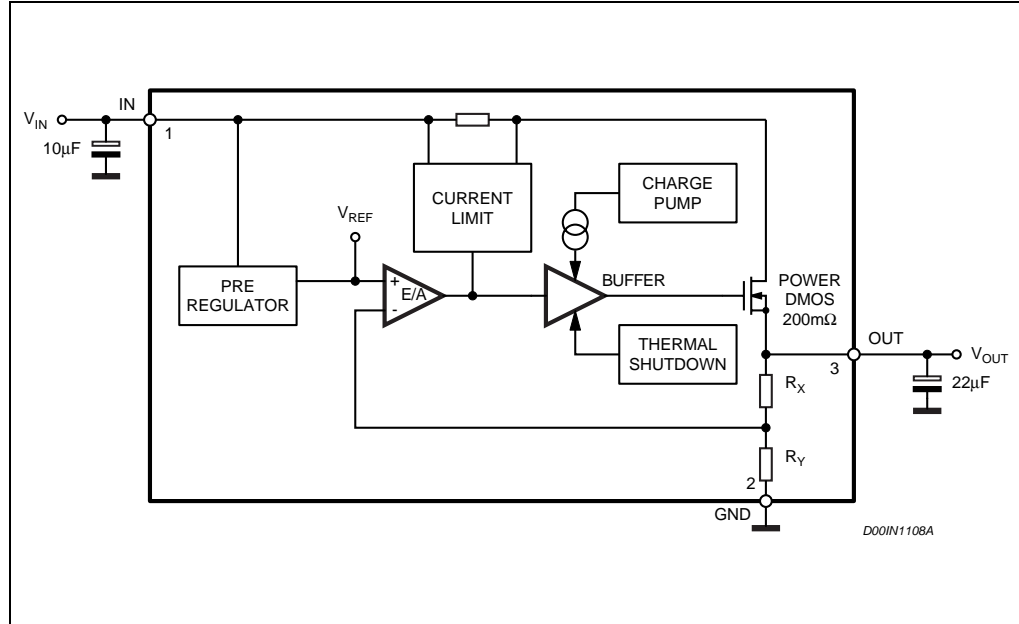 IN
V_IN
1
10µF
CHARGE
PUMP
CURRENT
LIMIT
V_REF
PRE
REGULATOR
+
E/A
-
BUFFER
POWER
DMOS
200mΩ
THERMAL
SHUTDOWN
OUT
V_OUT
3
22µF
R_X
R_Y
2
GND
D00IN1108A